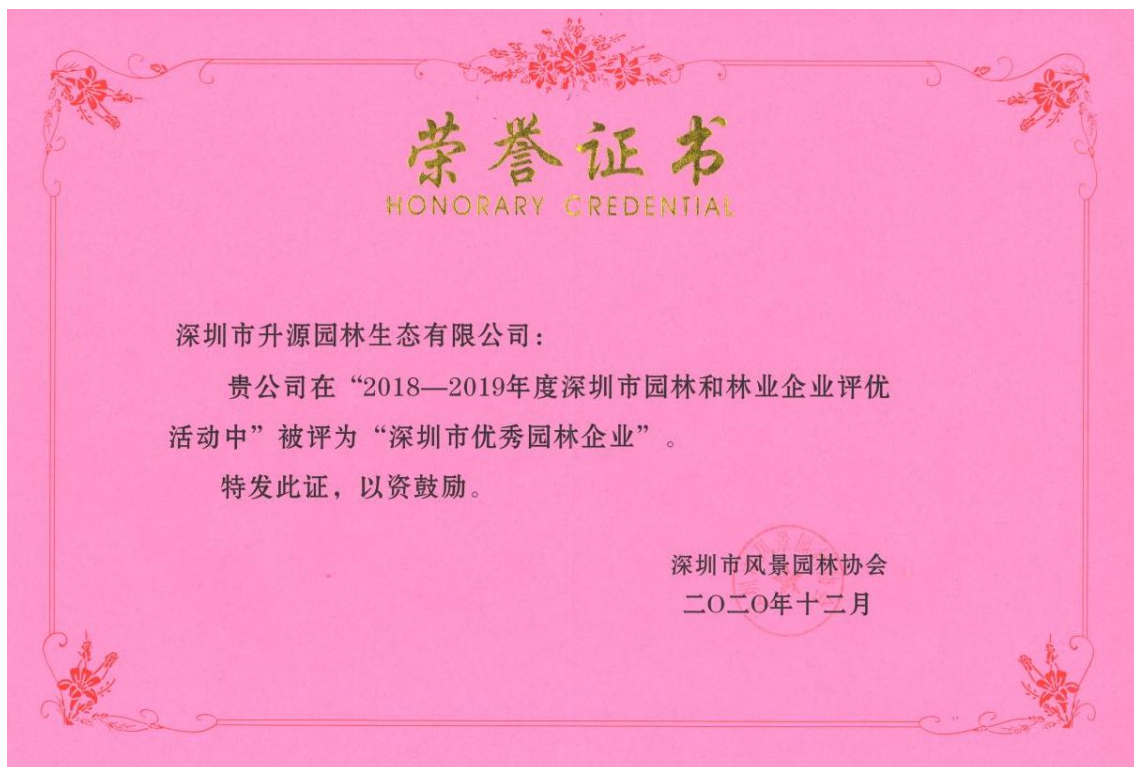 荣誉证书
HONORARY CREDENTIAL
深圳市升源园林生态有限公司：
贵公司在“2018—2019年度深圳市园林和林业企业评优
活动中”被评为“深圳市优秀园林企业”。
特发此证，以资鼓励。
深圳市风景园林协会
二〇二〇年十二月